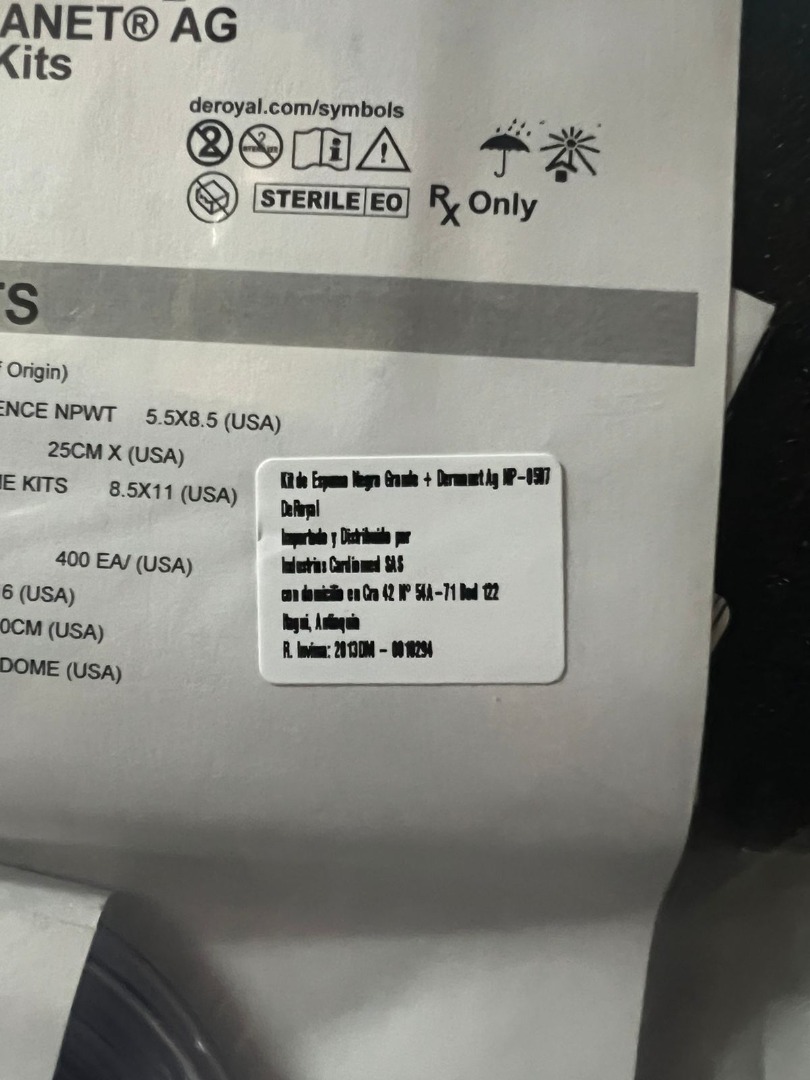 ANET® AG
Kits
deroyal.com/symbols
STERILE EO
Rx Only
TS
Origin)
ENCE NPWT 5.5X8.5 (USA)
25CM X (USA)
IE KITS 8.5X11 (USA)
400 EA/ (USA)
6 (USA)
0CM (USA)
DOME (USA)
Kit de Espuma Negra Grande + Dermanet Ag NP-0507
DeRoyal
Importado y Distribuido por
Industrias Cardiomed SAS
con domicilio en Cra 42 N° 54A-71 Bod 122
Itagui, Antioquia
R. Invima: 2013DM -